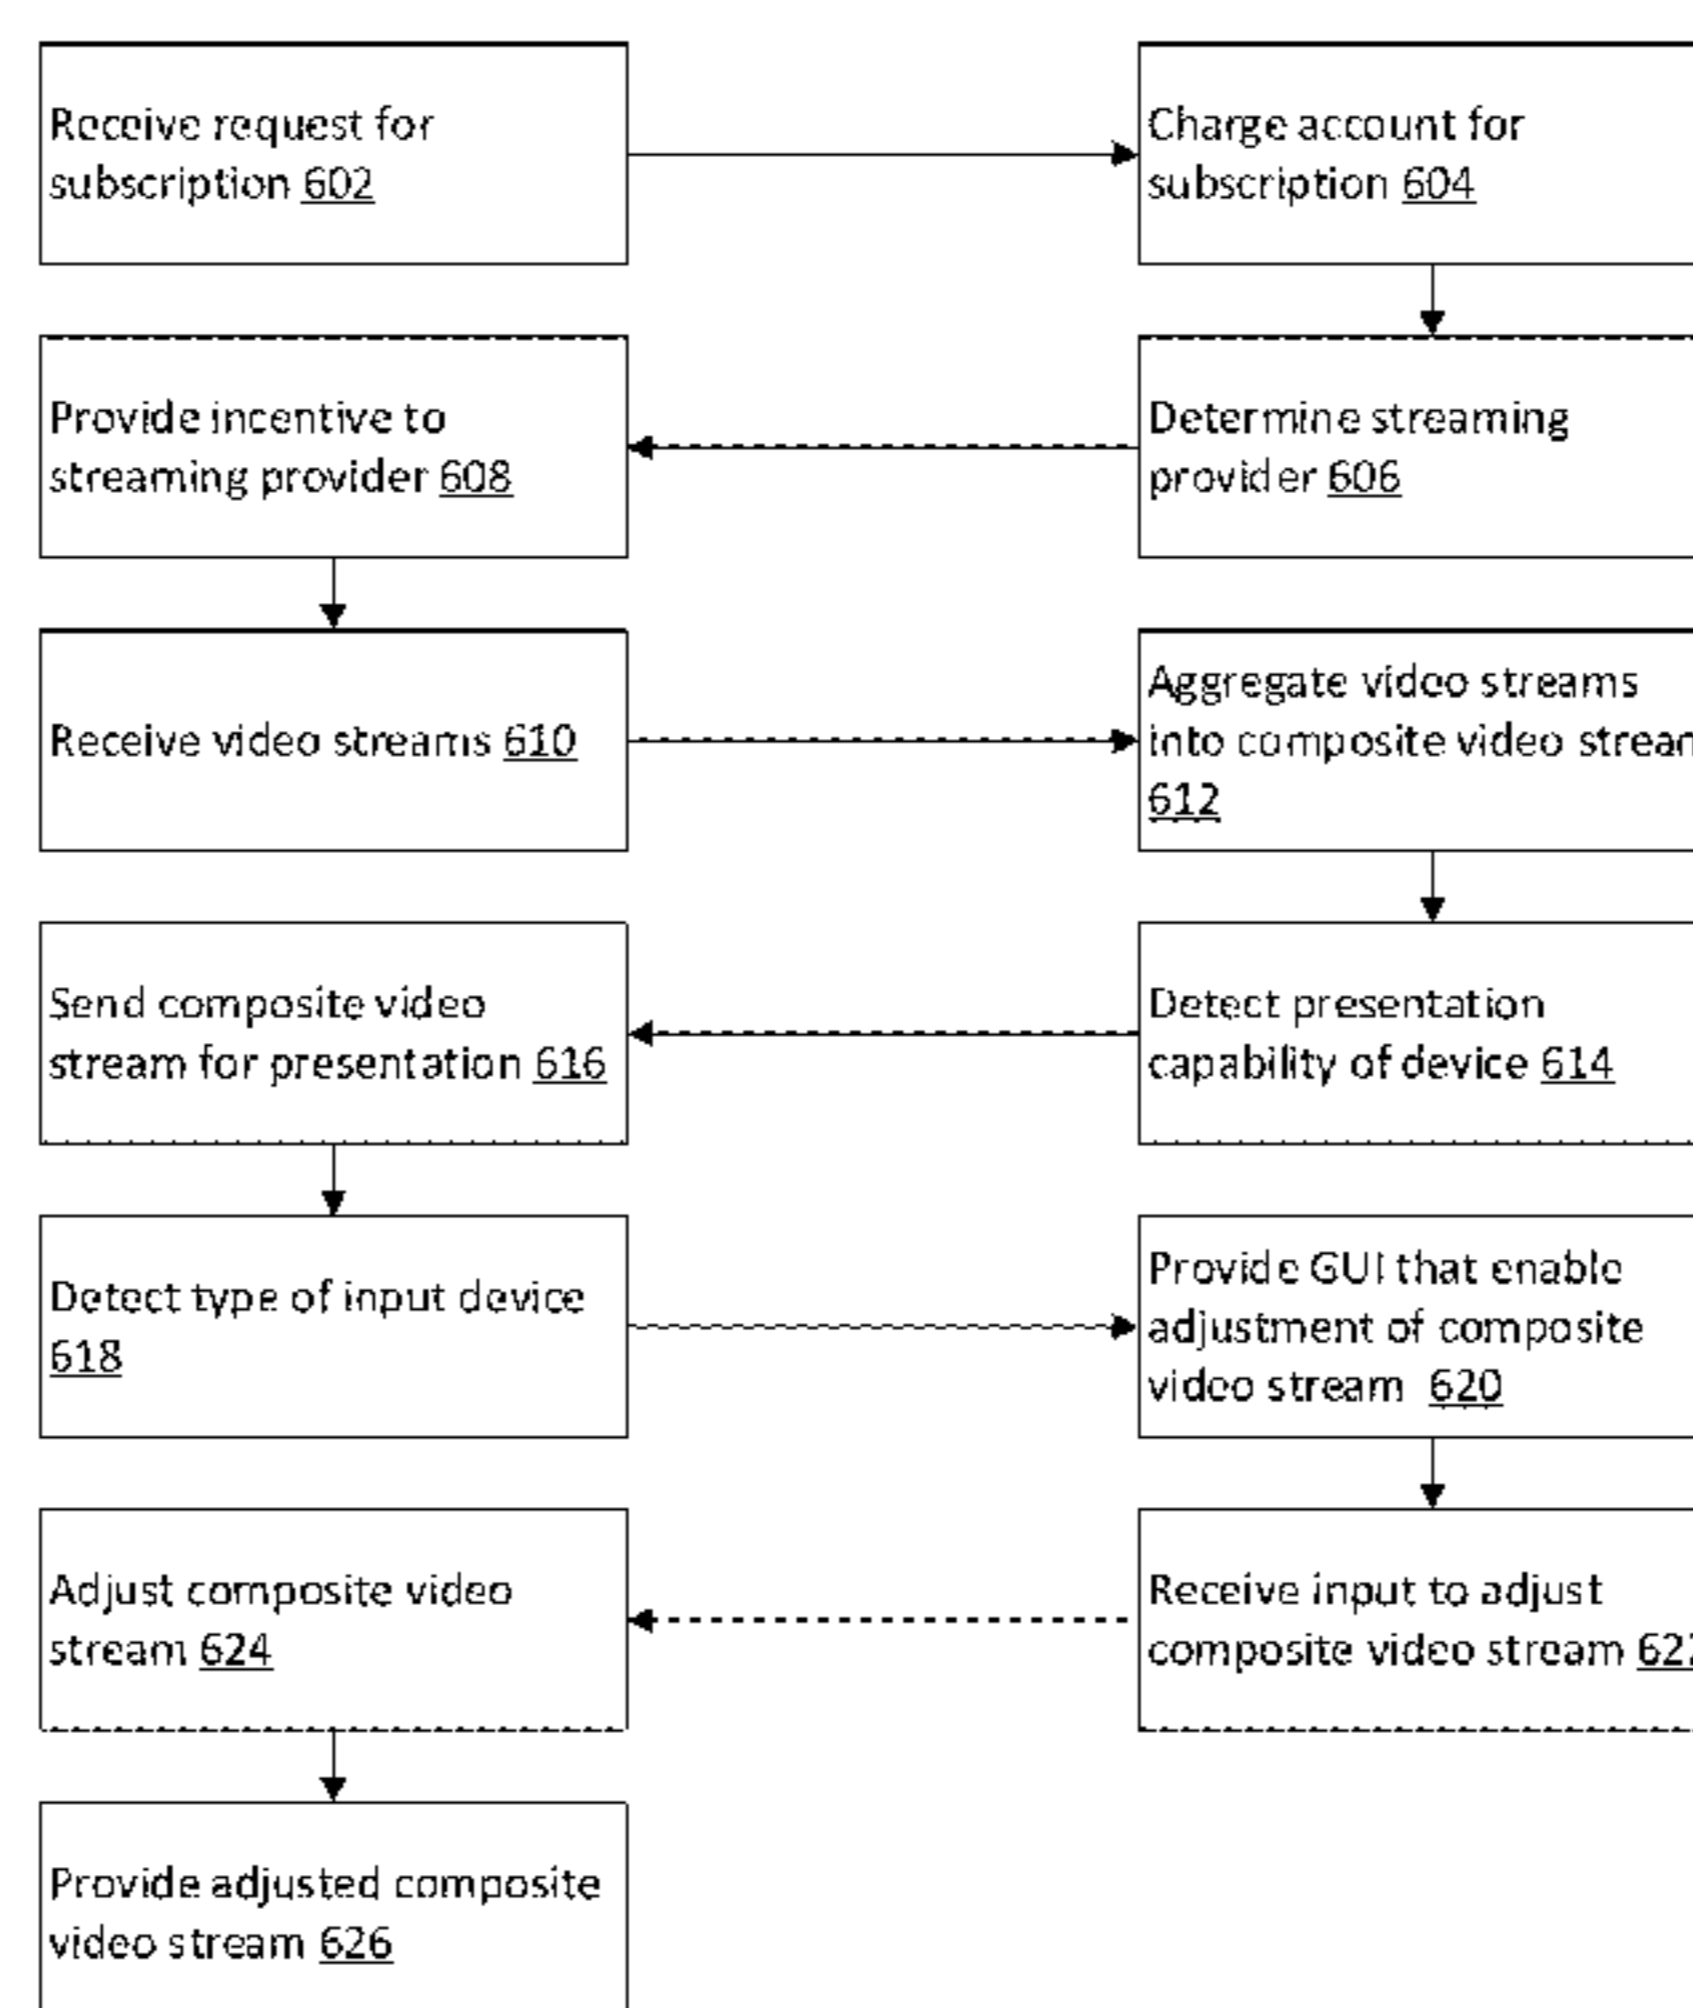 Receive request for
subscription 602
Charge account for
subscription 604
Provide incentive to
streaming provider 608
Determine streaming
provider 606
Receive video streams 610
Aggregate video streams
into composite video
612
Send composite video
stream for presentation 616
Detect presentation
capability of device 614
Detect type of input device
618
Provide GUI that enable
adjustment of composite
video stream 620
Adjust composite video
stream 624
Receive input to adjust
composite video stream
Provide adjusted composite
video stream 626